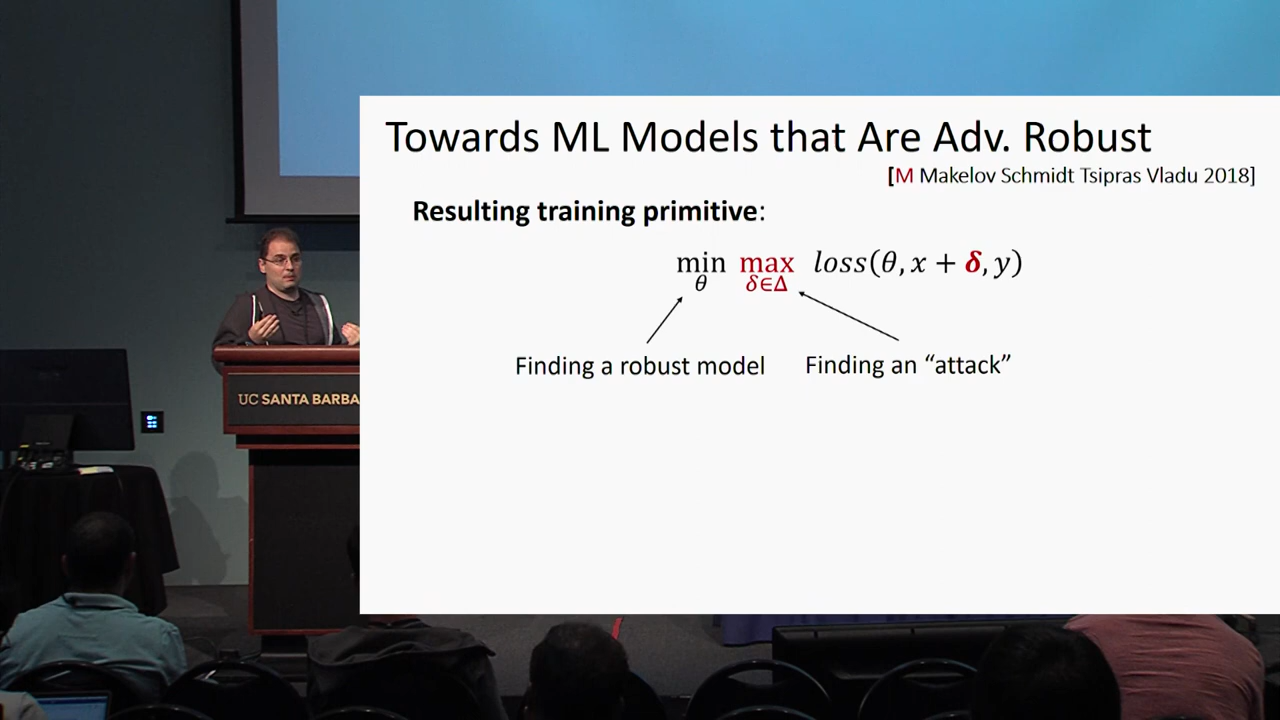 Towards ML Models that Are Adv. Robust
[M Makelov Schmidt Tsipras Vladu 2018]
Resulting training primitive:
min max loss(θ, x + δ, y)
θ δ∈Δ
Finding a robust model Finding an “attack”
UC SANTA BARBA